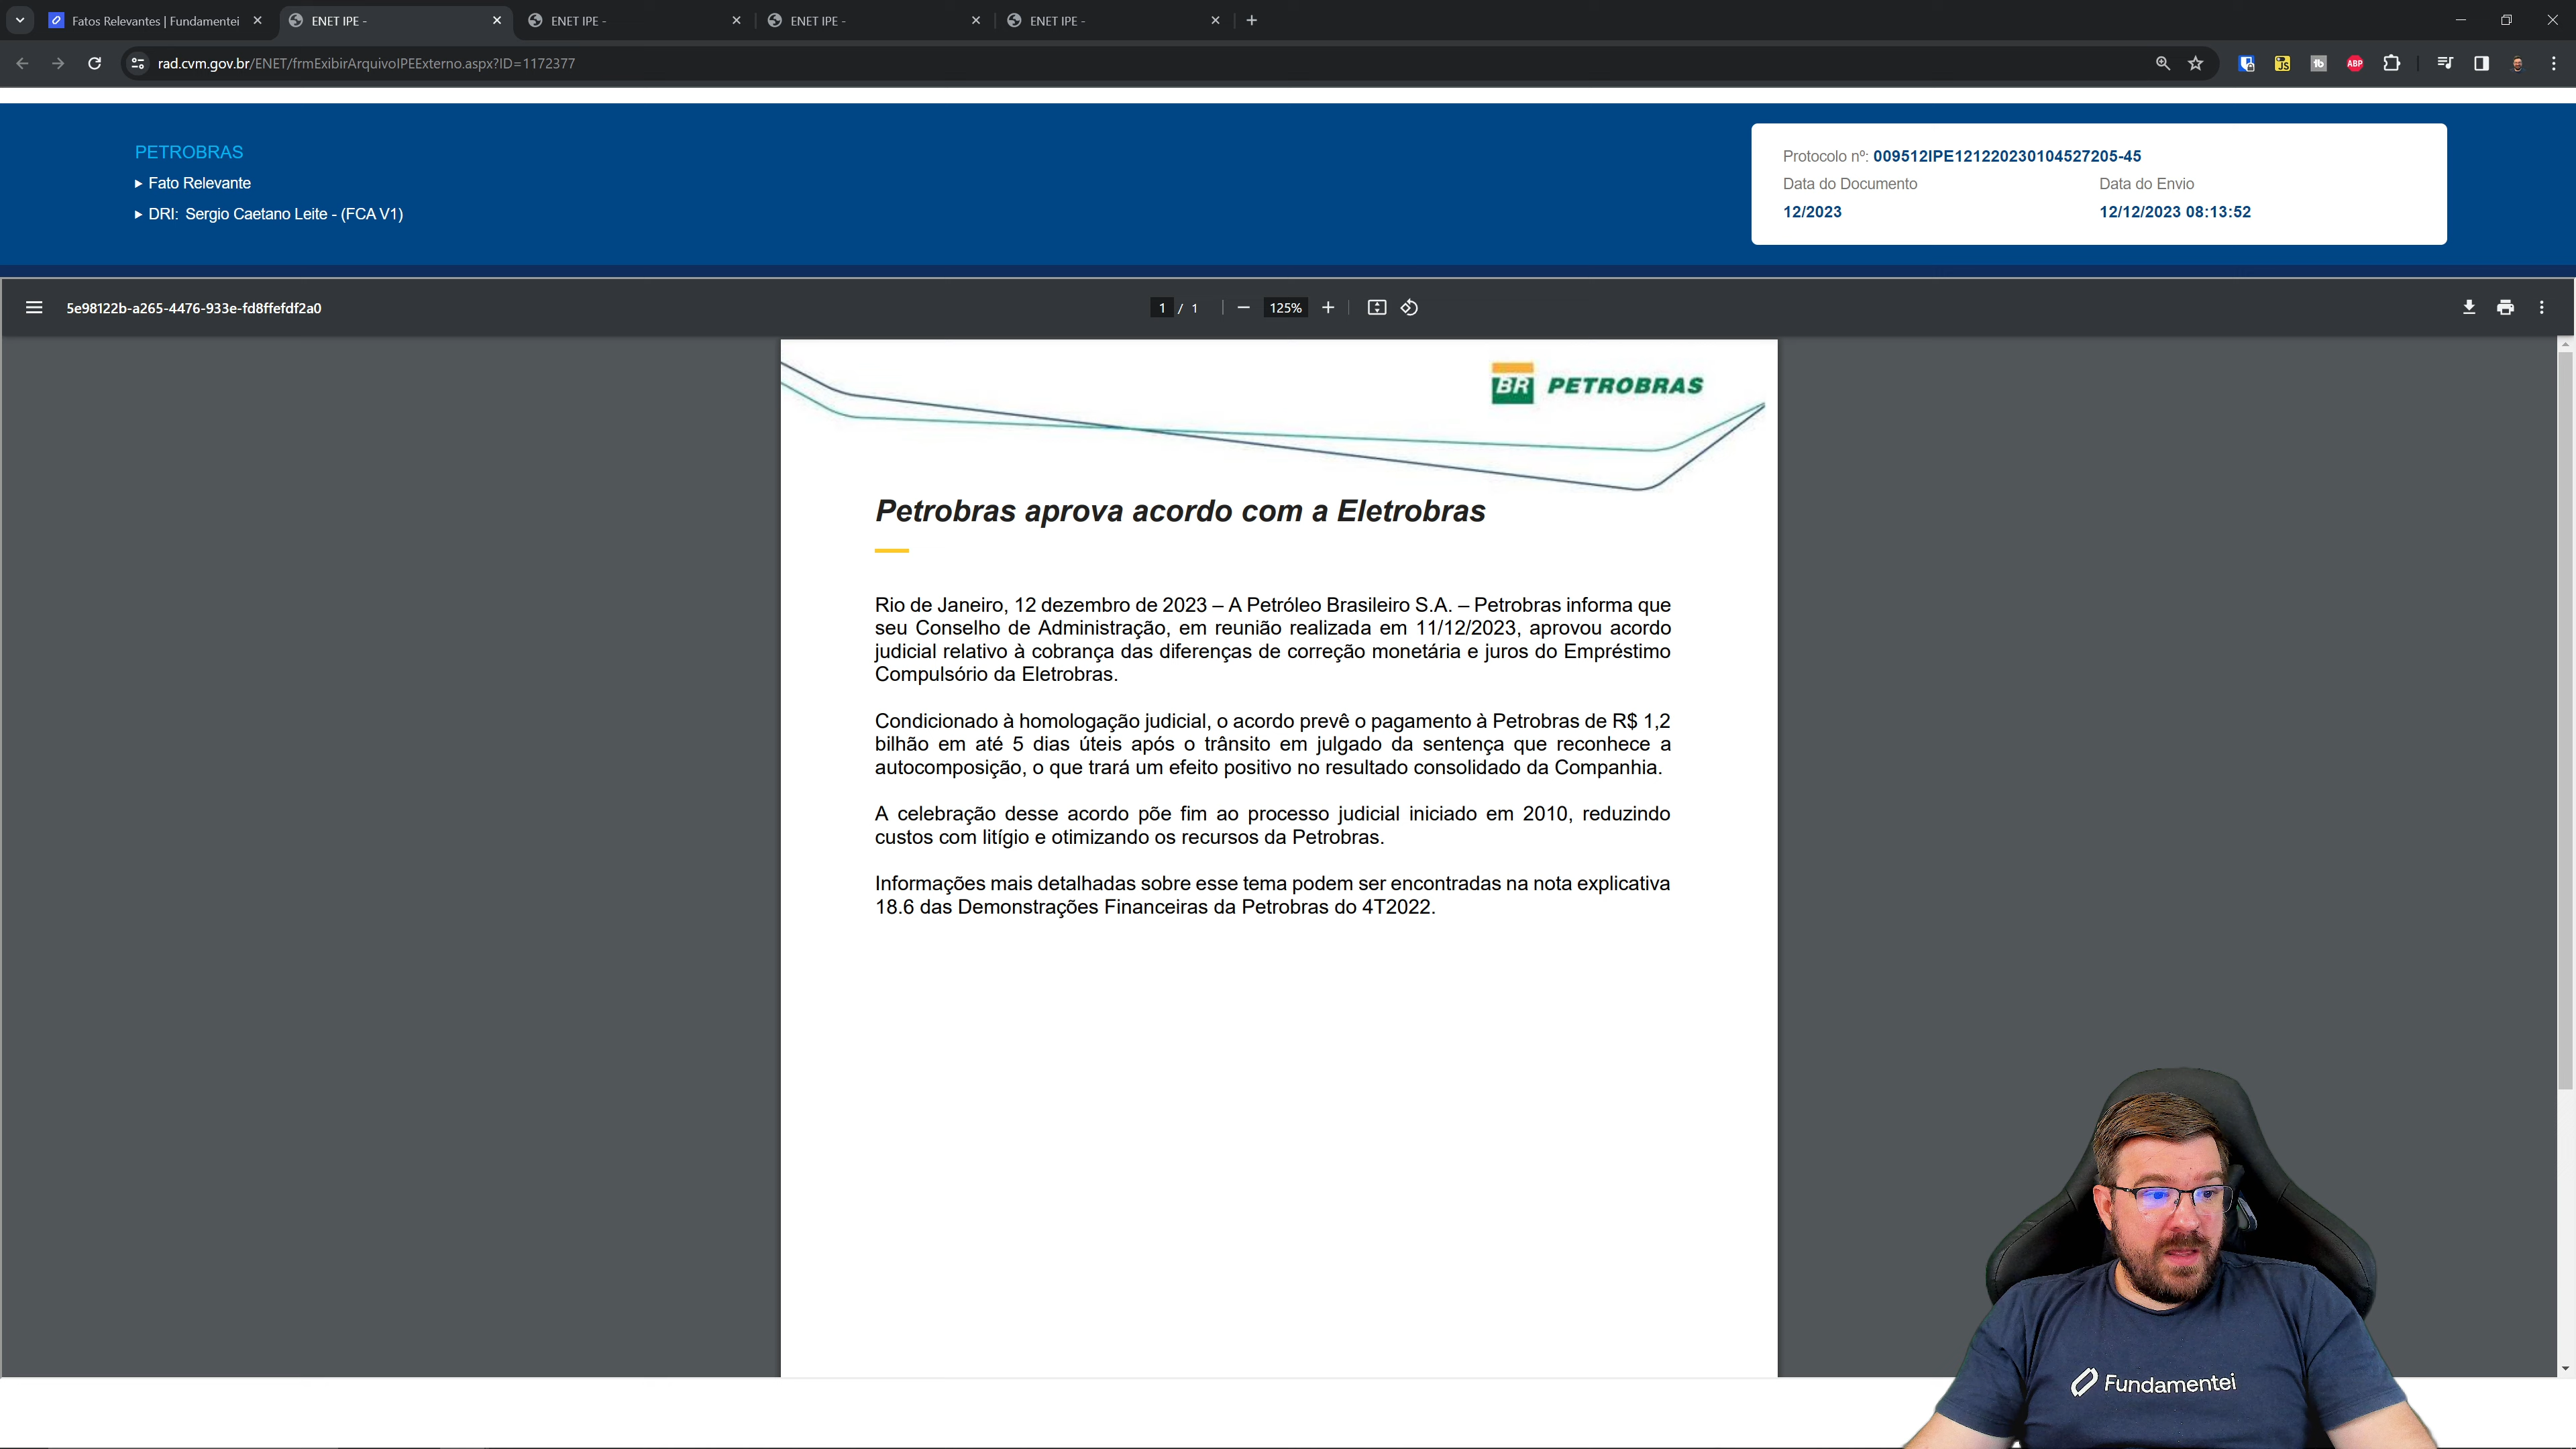 Fatos Relevantes | Fundamentei
ENET IPE -
ENET IPE -
ENET IPE -
ENET IPE -
rad.cvm.gov.br/ENET/frmExibirArquivoIPEExterno.aspx?ID=1172377
JS
tb
ABP
PETROBRAS
Fato Relevante
DRI: Sergio Caetano Leite - (FCA V1)
Protocolo nº: 009512IPE121220230104527205-45
Data do Documento
Data do Envio
12/2023
12/12/2023 08:13:52
5e98122b-a265-4476-933e-fd8ffefdf2a0
1 / 1
125%
BR PETROBRAS
Petrobras aprova acordo com a Eletrobras
Rio de Janeiro, 12 dezembro de 2023 – A Petróleo Brasileiro S.A. – Petrobras informa que
seu Conselho de Administração, em reunião realizada em 11/12/2023, aprovou acordo
judicial relativo à cobrança das diferenças de correção monetária e juros do Empréstimo
Compulsório da Eletrobras.
Condicionado à homologação judicial, o acordo prevê o pagamento à Petrobras de R$ 1,2
bilhão em até 5 dias úteis após o trânsito em julgado da sentença que reconhece a
autocomposição, o que trará um efeito positivo no resultado consolidado da Companhia.
A celebração desse acordo põe fim ao processo judicial iniciado em 2010, reduzindo
custos com litígio e otimizando os recursos da Petrobras.
Informações mais detalhadas sobre esse tema podem ser encontradas na nota explicativa
18.6 das Demonstrações Financeiras da Petrobras do 4T2022.
Fundamentei